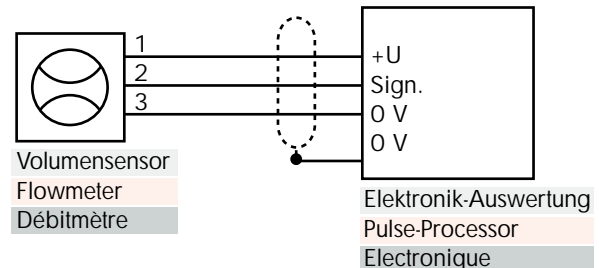 1
2
3
+U
Sign.
0 V
0 V
Volumensensor
Flowmeter
Débitmètre
Elektronik-Auswertung
Pulse-Processor
Electronique